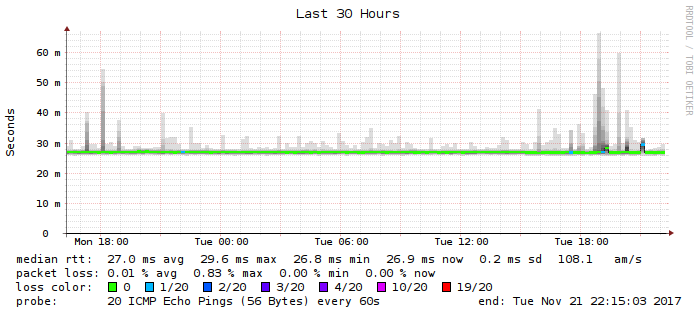 Last 30 Hours
RRDTOOL / TOBI OETIKER
Seconds
60 m
50 m
40 m
30 m
20 m
10 m
0
Mon 18:00 Tue 00:00 Tue 06:00 Tue 12:00 Tue 18:00
median rtt: 27.0 ms avg 29.6 ms max 26.8 ms min 26.9 ms now 0.2 ms sd 108.1 am/s
packet loss: 0.01 % avg 0.83 % max 0.00 % min 0.00 % now
loss color: 0 1/20 2/20 3/20 4/20 10/20 19/20
probe: 20 ICMP Echo Pings (56 Bytes) every 60s end: Tue Nov 21 22:15:03 2017